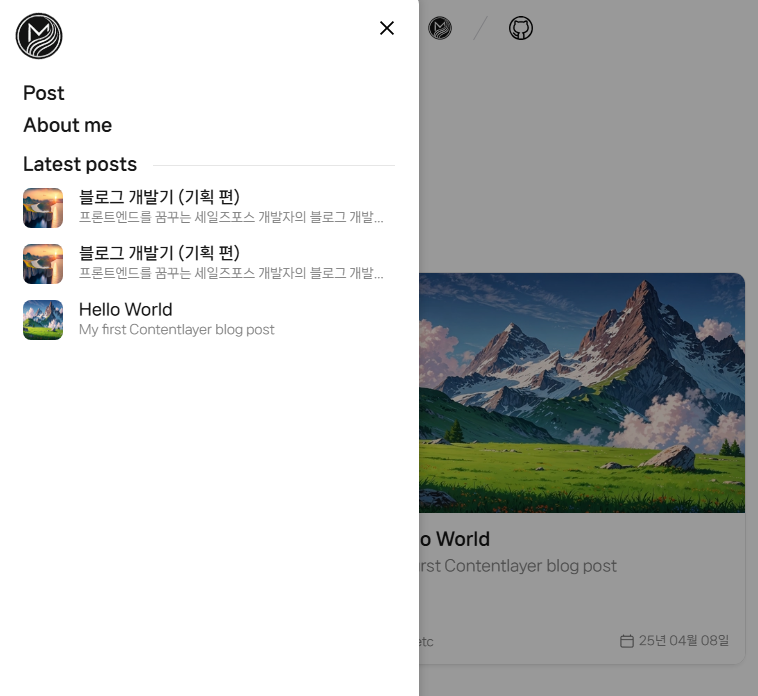 Post
About me
Latest posts
블로그 개발기 (기획 편)
프론트엔드를 꿈꾸는 세일즈포스 개발자의 블로그 개발...
블로그 개발기 (기획 편)
프론트엔드를 꿈꾸는 세일즈포스 개발자의 블로그 개발...
Hello World
My first Contentlayer blog post
o World
rst Contentlayer blog post
etc
25년 04월 08일